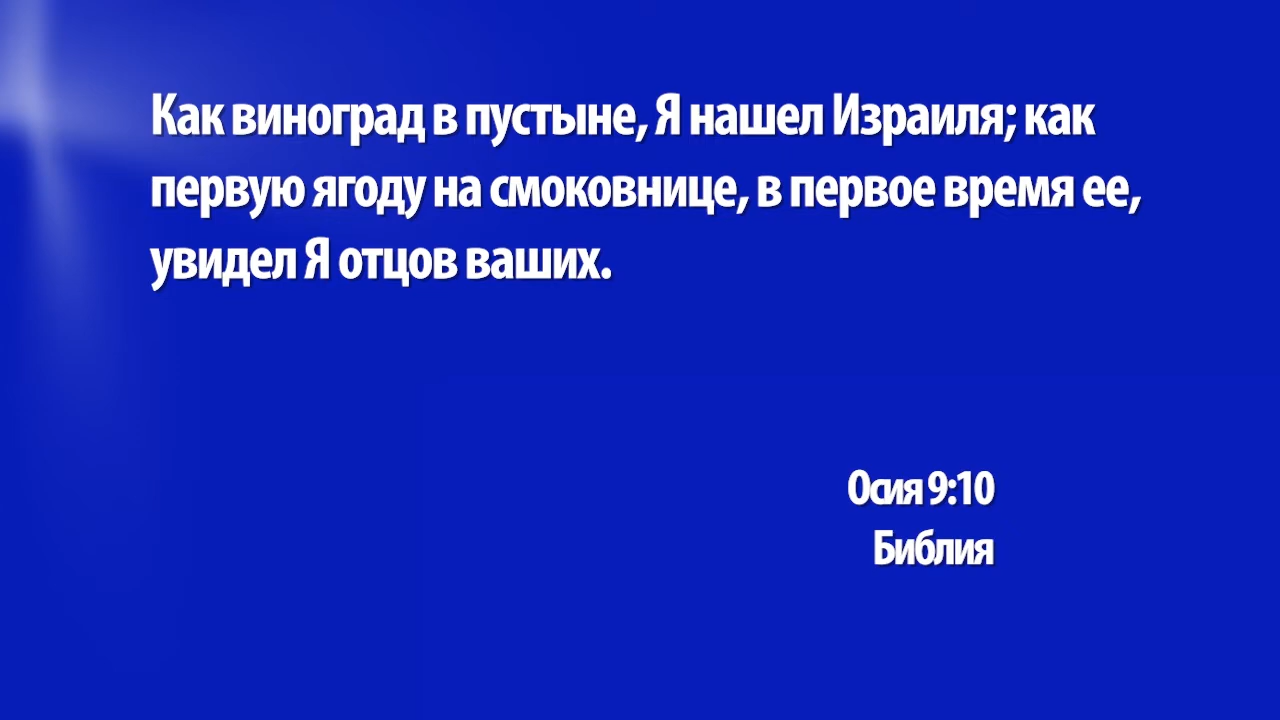 Как виноград в пустыне, Я нашел Израиля; как
первую ягоду на смоковнице, в первое время ее,
увидел Я отцов ваших.
Осия 9:10
Библия